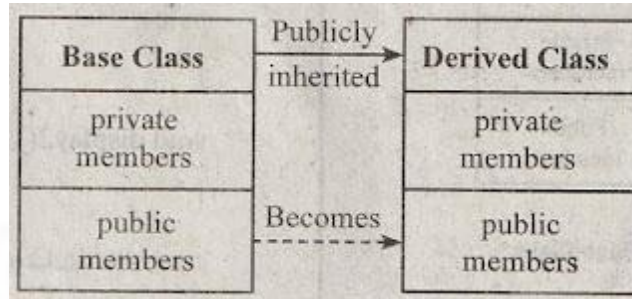 Base Class
Publicly
inherited
Derived Class
private
members
private
members
public
members
Becomes
public
members